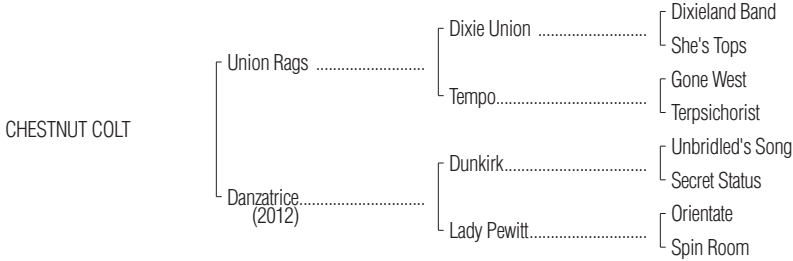 Dixieland Band
Dixie Union ..........................
She's Tops
Union Rags ..........................
Gone West
Tempo....................................
Terpsichorist
CHESTNUT COLT
Unbridled's Song
Dunkirk..................................
Secret Status
Danzatrice..............................
(2012)
Orientate
Lady Pewitt............................
Spin Room